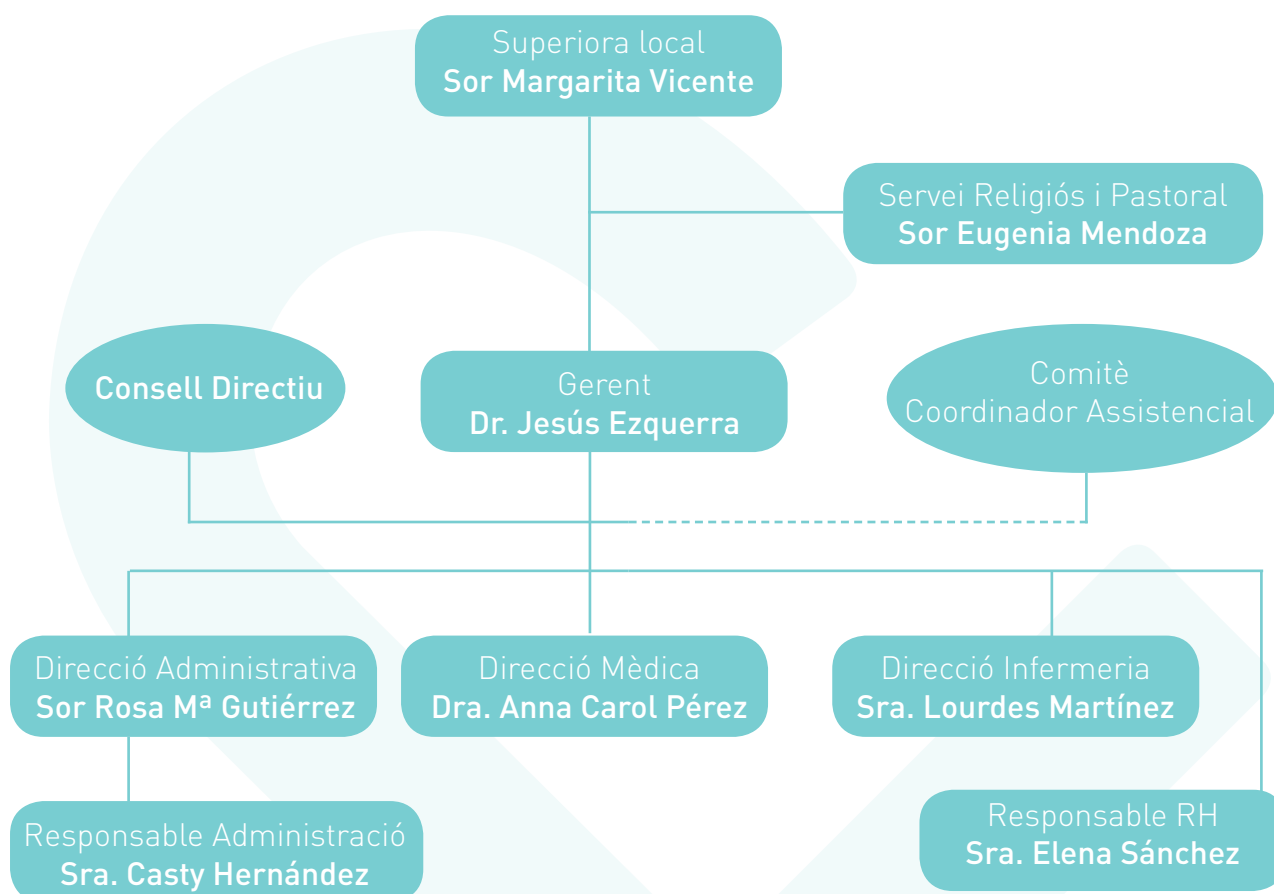 Superiora local
Sor Margarita Vicente
Servei Religiós i Pastoral
Sor Eugenia Mendoza
Consell Directiu
Gerent
Dr. Jesús Ezquerra
Comitè
Coordinador Assistencial
Direcció Administrativa
Sor Rosa Mª Gutiérrez
Direcció Mèdica
Dra. Anna Carol Pérez
Direcció Infermeria
Sra. Lourdes Martínez
Responsable Administració
Sra. Casty Hernández
Responsable RH
Sra. Elena Sánchez